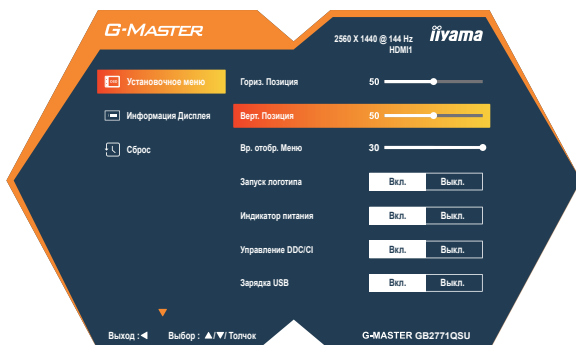 G-MASTER
2560 X 1440 @ 144 Hz
HDMI1
iiyama
Установочное меню
Информация Дисплея
Сброс
Гориз. Позиция 50
Верт. Позиция 50
Вр. отобр. Меню 30
Запуск логотипа Вкл. Выкл.
Индикатор питания Вкл. Выкл.
Управление DDC/CI Вкл. Выкл.
Зарядка USB Вкл. Выкл.
Выход :◀ Выбор : ▲/▼/ Толчок
G-MASTER GB2771QSU